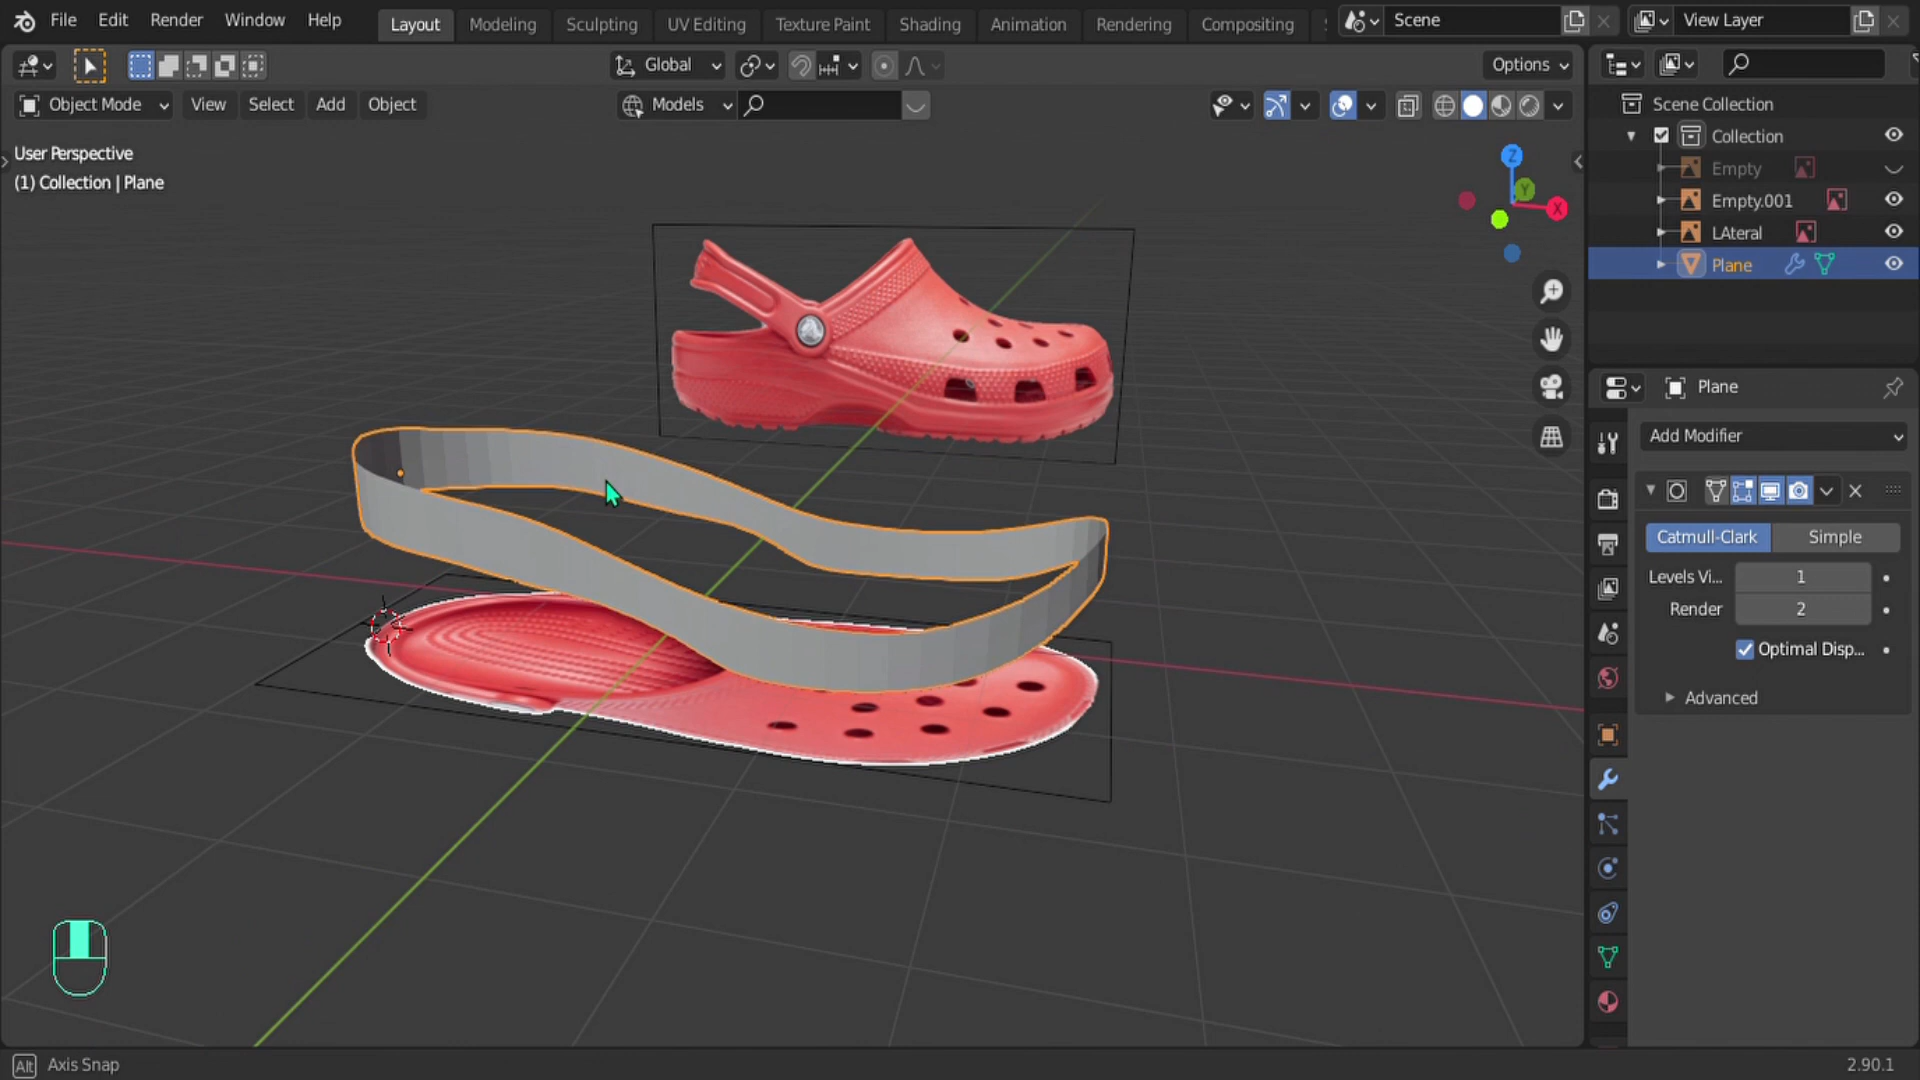 File Edit Render Window Help
Layout Modeling Sculpting UV Editing Texture Paint Shading Animation Rendering Compositing
Scene
View Layer
Global
Options
Object Mode View Select Add Object
Models
User Perspective
(1) Collection | Plane
Z
Y
X
Scene Collection
Collection
Empty
Empty.001
LAteral
Plane
Plane
Add Modifier
Catmull-Clark Simple
Levels Vi... 1
Render 2
Optimal Disp...
Advanced
Alt Axis Snap
2.90.1